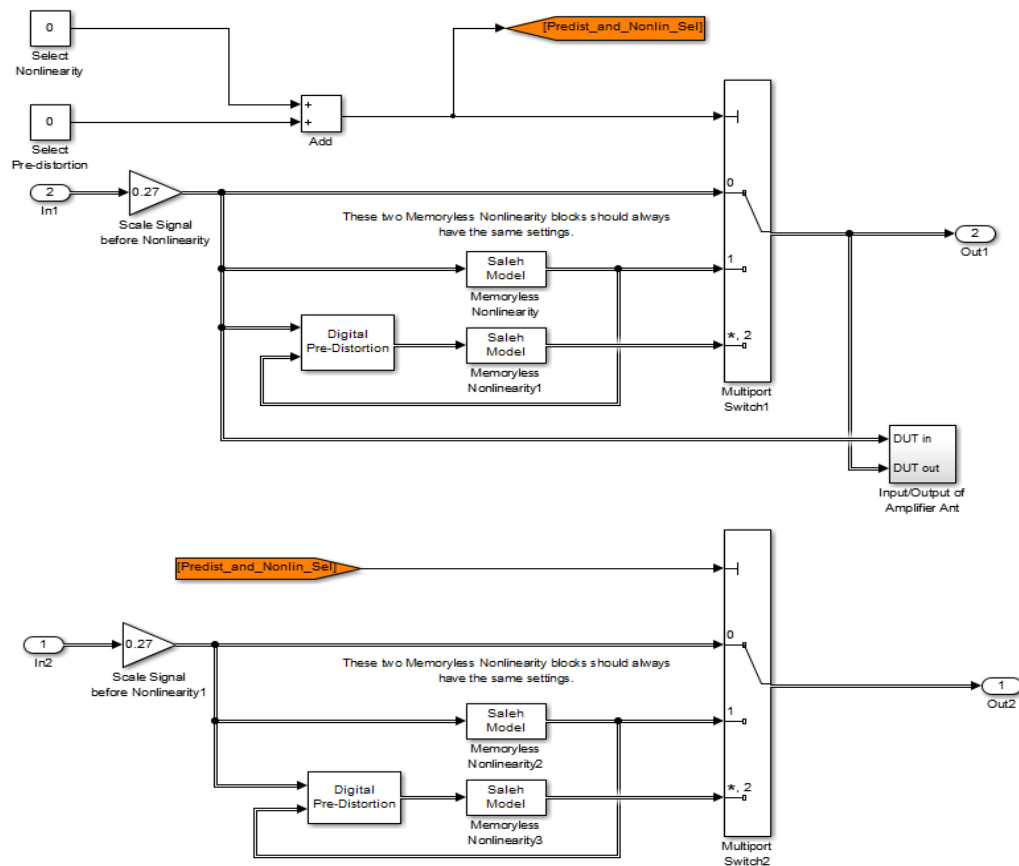 0
Select
Nonlinearity
[Predist_and_Nonlin_Sel]
0
Select
Pre-distortion
+
+
Add
2
In1
0.27
Scale Signal
before Nonlinearity
These two Memoryless Nonlinearity blocks should always
have the same settings.
Saleh
Model
Memoryless
Nonlinearity
Digital
Pre-Distortion
Saleh
Model
Memoryless
Nonlinearity1
0
1
*, 2
Multiport
Switch1
2
Out1
DUT in
DUT out
Input/Output of
Amplifier Ant
[Predist_and_Nonlin_Sel]
1
In2
0.27
Scale Signal
before Nonlinearity1
These two Memoryless Nonlinearity blocks should always
have the same settings.
Saleh
Model
Memoryless
Nonlinearity2
Digital
Pre-Distortion
Saleh
Model
Memoryless
Nonlinearity3
0
1
*, 2
Multiport
Switch2
1
Out2